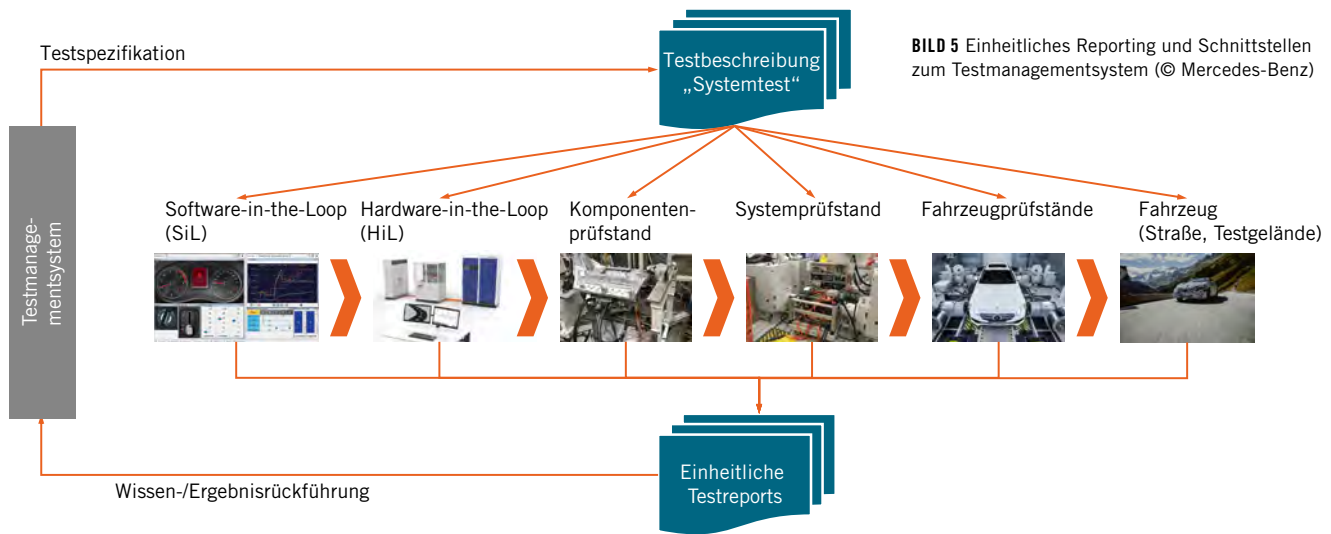 Testspezifikation
Testbeschreibung
„Systemtest“
BILD 5 Einheitliches Reporting und Schnittstellen
zum Testmanagementsystem (© Mercedes-Benz)
Testmanage-
mentsystem
Software-in-the-Loop
(SiL)
Hardware-in-the-Loop
(HiL)
Komponenten-
prüfstand
Systemprüfstand
Fahrzeugprüfstände
Fahrzeug
(Straße, Testgelände)
Einheitliche
Testreports
Wissen-/Ergebnisrückführung